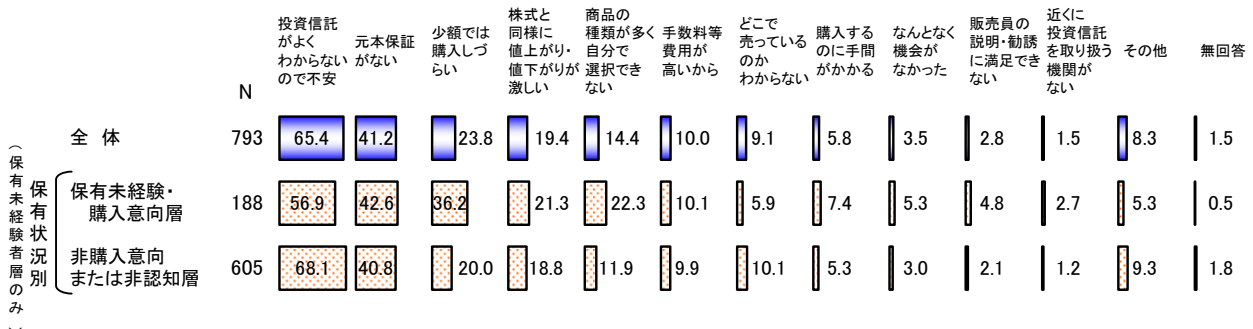 投資信託
がよく
わからない
ので不安
元本保証
がない
少額では
購入しづ
らい
株式と
同様に
値上がり・
値下がりが
激しい
商品の
種類が多く
自分で
選択でき
ない
手数料等
費用が
高いから
どこで
売っている
のか
わからない
購入する
のに手間
がかかる
なんとなく
機会が
なかった
販売員の
説明・勧誘
に満足でき
ない
近くに
投資信託
を取り扱う
機関が
ない
その他
無回答
N
全 体 793 65.4 41.2 23.8 19.4 14.4 10.0 9.1 5.8 3.5 2.8 1.5 8.3 1.5
（保有未経験者層のみ）
保有状況別
保有未経験・
購入意向層 188 56.9 42.6 36.2 21.3 22.3 10.1 5.9 7.4 5.3 4.8 2.7 5.3 0.5
非購入意向
または非認知層 605 68.1 40.8 20.0 18.8 11.9 9.9 10.1 5.3 3.0 2.1 1.2 9.3 1.8